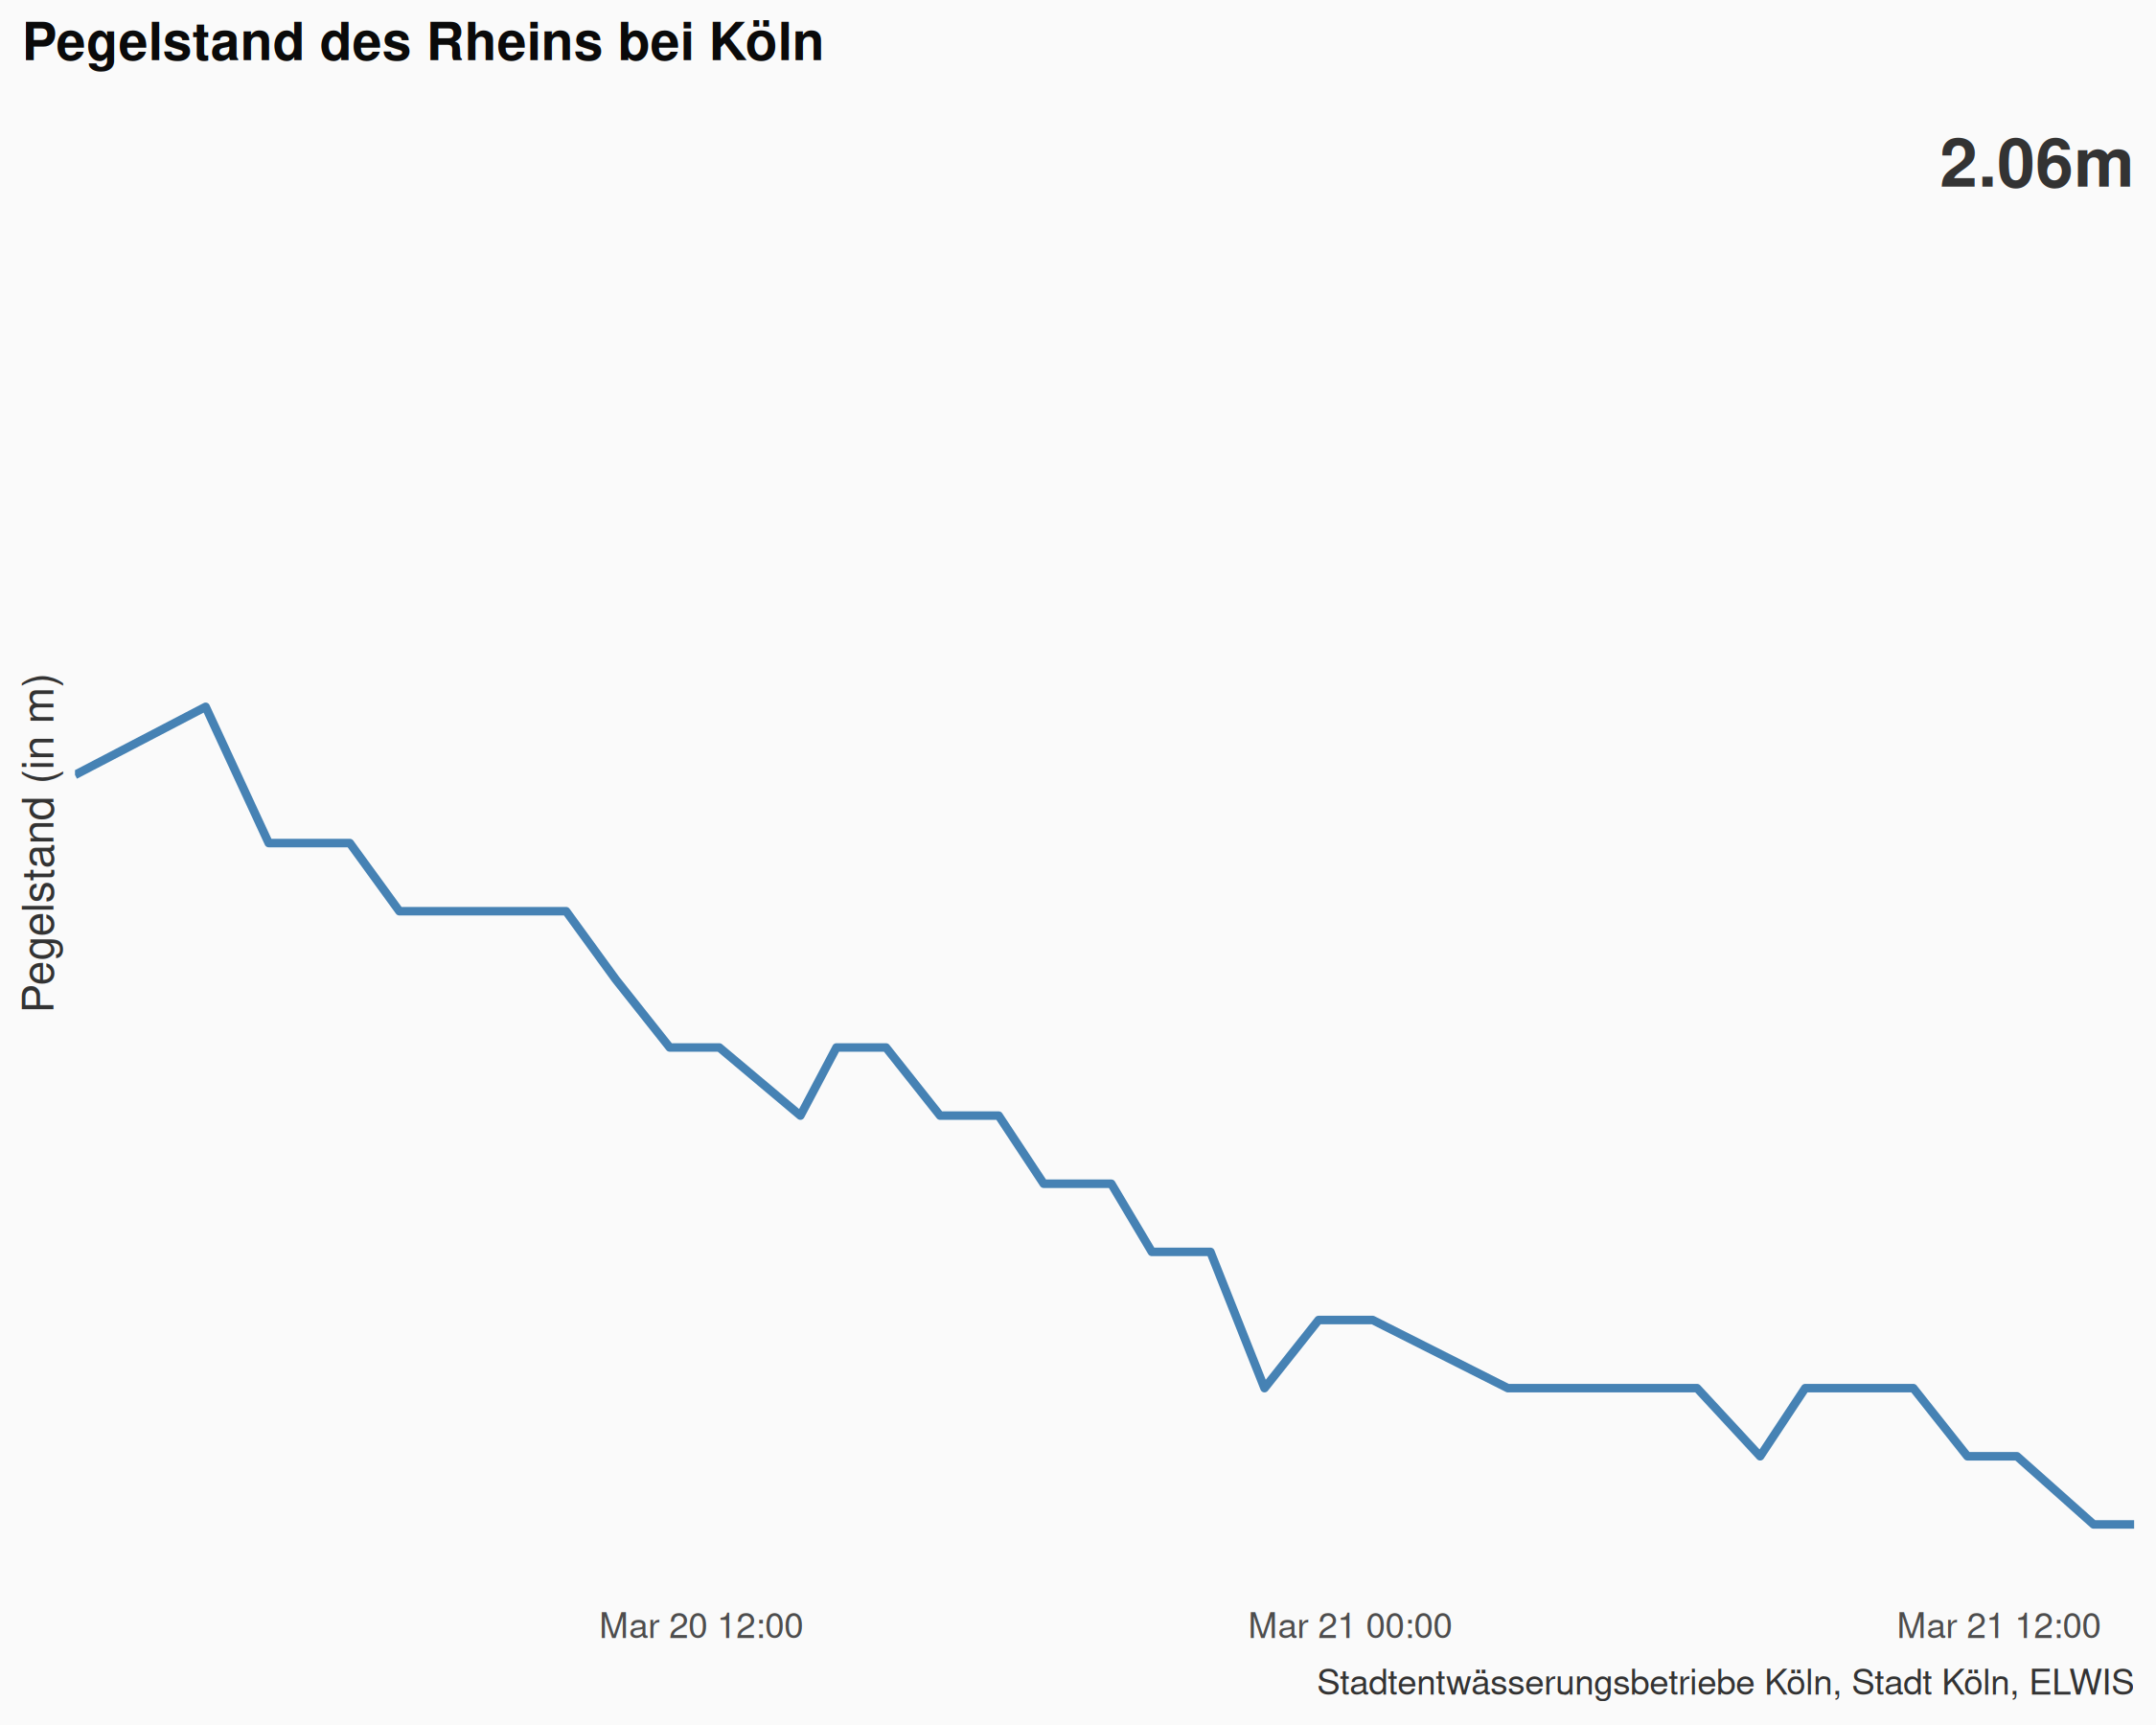 Pegelstand des Rheins bei Köln
2.06m
Pegelstand (in m)
Mar 20 12:00
Mar 21 00:00
Mar 21 12:00
Stadtentwässerungsbetriebe Köln, Stadt Köln, ELWIS